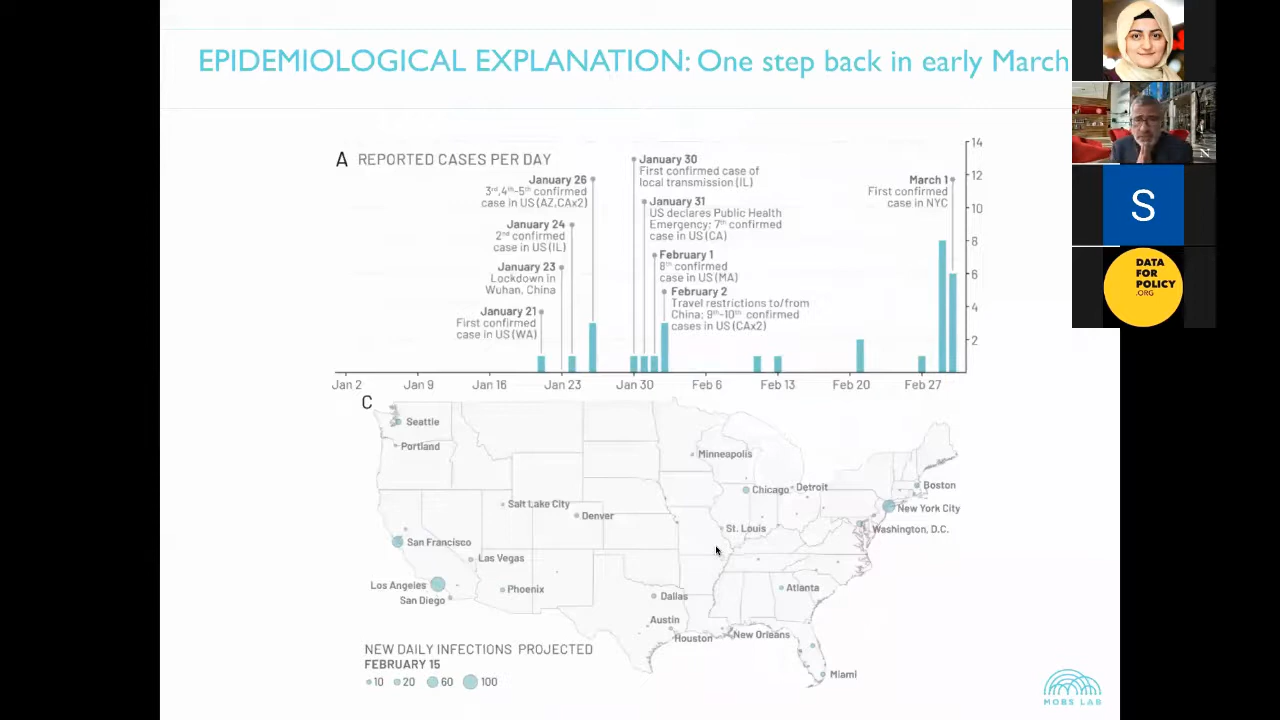 EPIDEMIOLOGICAL EXPLANATION: One step back in early March
A REPORTED CASES PER DAY
January 21
First confirmed
case in US (WA)
January 23
Lockdown in
Wuhan, China
January 24
2nd confirmed
case in US (IL)
January 26
3rd,4th-5th confirmed
case in US (AZ,CAx2)
January 30
First confirmed case of
local transmission (IL)
January 31
US declares Public Health
Emergency; 7th confirmed
case in US (CA)
February 1
8th confirmed
case in US (MA)
February 2
Travel restrictions to/from
China; 9th-10th confirmed
cases in US (CAx2)
March 1
First confirmed
case in NYC
14
12
10
8
6
4
2
Jan 2 Jan 9 Jan 16 Jan 23 Jan 30 Feb 6 Feb 13 Feb 20 Feb 27
C
Seattle
Portland
Minneapolis
Boston
Chicago Detroit
Salt Lake City
New York City
Denver
St. Louis
Washington, D.C.
San Francisco
Las Vegas
Los Angeles
Phoenix
Atlanta
San Diego
Dallas
Austin
Houston
New Orleans
Miami
NEW DAILY INFECTIONS PROJECTED
FEBRUARY 15
10 20 60 100
MOBS LAB
N
S
DATA
FOR
POLICY
.ORG